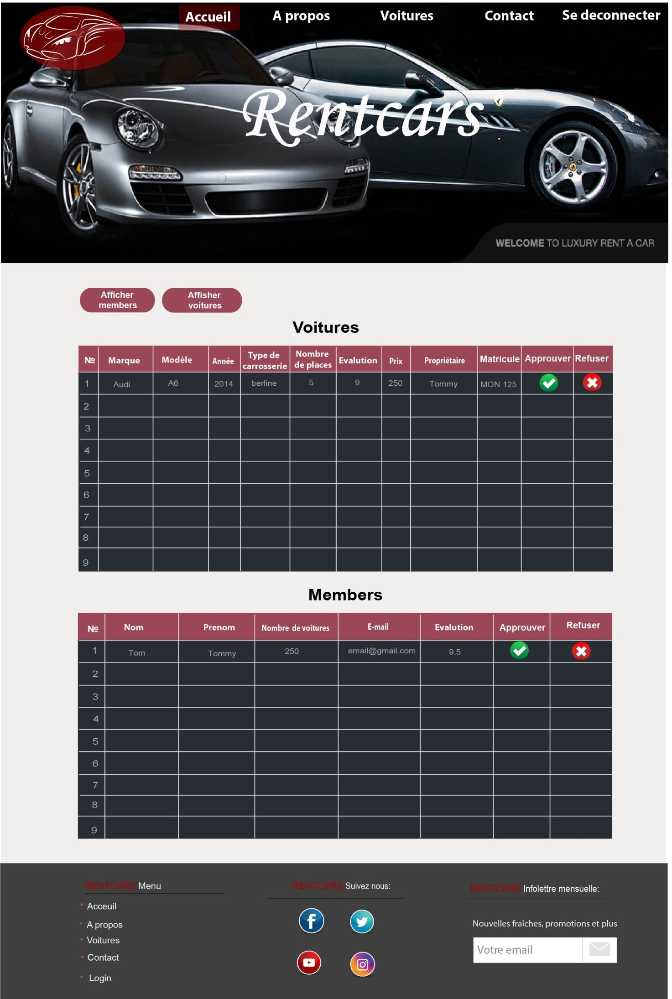 Accueil A propos Voitures Contact Se deconnecter
Rentcars
WELCOME TO LUXURY RENT A CAR
Afficher members
Affisher voitures
Voitures
№ Marque Modèle Année Type de carrosserie Nombre de places Evalution Prix Propriétaire Matricule Approuver Refuser
1 Audi A6 2014 berline 5 9 250 Tommy MON 125
2
3
4
5
6
7
8
9
Members
№ Nom Prenom Nombre de voitures E-mail Evalution Approuver Refuser
1 Tom Tommy 250 email@gmail.com 9.5
2
3
4
5
6
7
8
9
RENTCARS Menu
Acceuil
A propos
Voitures
Contact
Login
RENTCARS Suivez nous:
RENTCARS Infolettre mensuelle:
Nouvelles fraîches, promotions et plus
Votre email